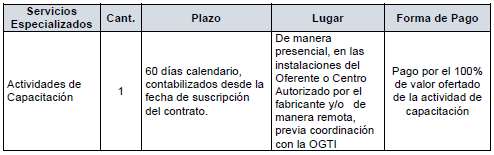 Servicios
Especializados
Cant.
Plazo
Lugar
Forma de Pago
Actividades de
Capacitación
1
60 días calendario,
contabilizados desde la
fecha de suscripción
del contrato.
De manera
presencial, en las
instalaciones del
Oferente o Centro
Autorizado por el
fabricante y/o de
manera remota,
previa coordinación
con la OGTI
Pago por el 100%
de valor ofertado
de la actividad de
capacitación